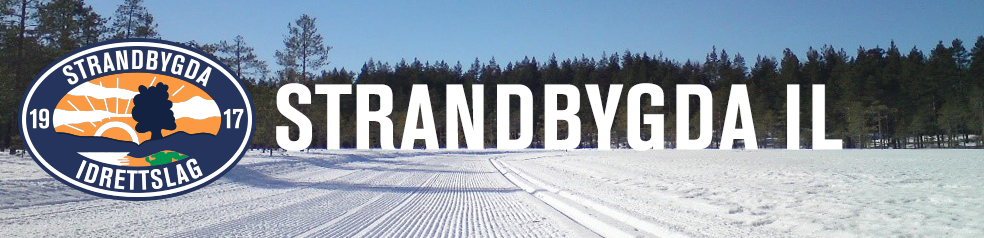 STRANDBYGDA
19 17
IDRETTSLAG
STRANDBYGDA IL